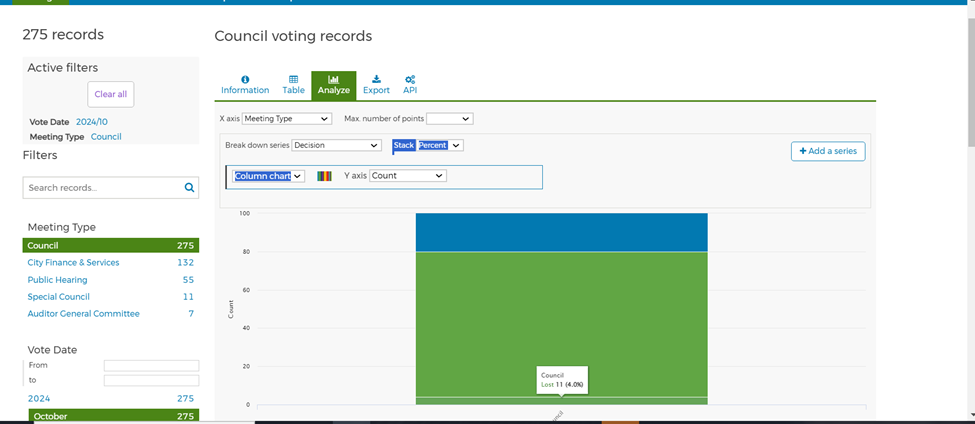 275 records
Council voting records
Active filters
Clear all
Vote Date 2024/10
Meeting Type Council
Filters
Search records...
Meeting Type
Council 275
City Finance & Services 132
Public Hearing 55
Special Council 11
Auditor General Committee 7
Vote Date
From
to
2024 275
October 275
Information Table Analyze Export API
X axis Meeting Type Max. number of points
Break down series Decision Stack Percent
+ Add a series
Column chart Y axis Count
100
80
60
40
20
0
Count
Council
Lost 11 (4.0%)